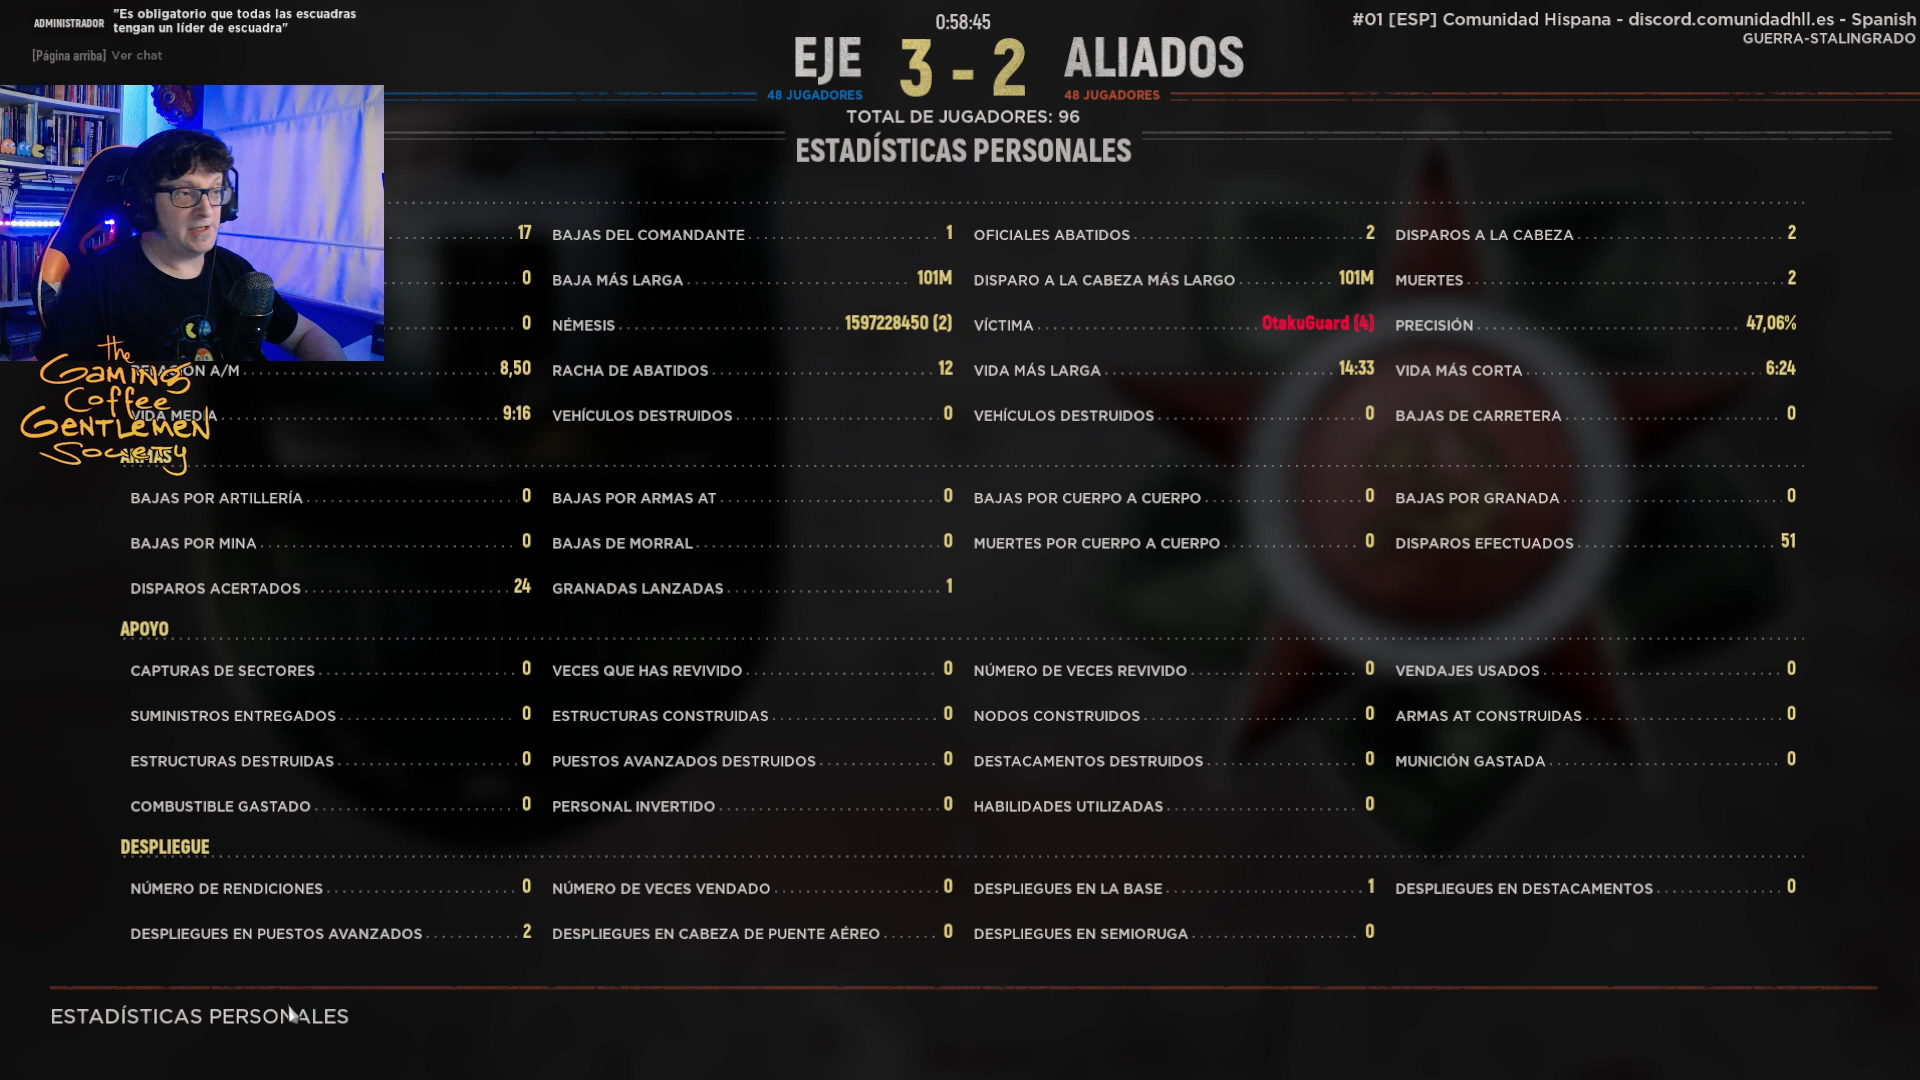 ADMINISTRADOR
"Es obligatorio que todas las escuadras
tengan un líder de escuadra"
[Página arriba] Ver chat
0:58:45
EJE 3 - 2 ALIADOS
48 JUGADORES 48 JUGADORES
TOTAL DE JUGADORES: 96
#01 [ESP] Comunidad Hispana - discord.comunidadhll.es - Spanish
GUERRA-STALINGRADO
ESTADÍSTICAS PERSONALES
17 BAJAS DEL COMANDANTE 1 OFICIALES ABATIDOS 2 DISPAROS A LA CABEZA 2
0 BAJA MÁS LARGA 101M DISPARO A LA CABEZA MÁS LARGO 101M MUERTES 2
0 NÉMESIS 1597228450 (2) VÍCTIMA OtakuGuard (4) PRECISIÓN 47,06%
A/M 8,50 RACHA DE ABATIDOS 12 VIDA MÁS LARGA 14:33 VIDA MÁS CORTA 6:24
VIDA MEDIA 9:16 VEHÍCULOS DESTRUIDOS 0 VEHÍCULOS DESTRUIDOS 0 BAJAS DE CARRETERA 0
The
Gaming
Coffee
Gentlemen
Society
ARMAS
BAJAS POR ARTILLERÍA 0 BAJAS POR ARMAS AT 0 BAJAS POR CUERPO A CUERPO 0 BAJAS POR GRANADA 0
BAJAS POR MINA 0 BAJAS DE MORRAL 0 MUERTES POR CUERPO A CUERPO 0 DISPAROS EFECTUADOS 51
DISPAROS ACERTADOS 24 GRANADAS LANZADAS 1
APOYO
CAPTURAS DE SECTORES 0 VECES QUE HAS REVIVIDO 0 NÚMERO DE VECES REVIVIDO 0 VENDAJES USADOS 0
SUMINISTROS ENTREGADOS 0 ESTRUCTURAS CONSTRUIDAS 0 NODOS CONSTRUIDOS 0 ARMAS AT CONSTRUIDAS 0
ESTRUCTURAS DESTRUIDAS 0 PUESTOS AVANZADOS DESTRUIDOS 0 DESTACAMENTOS DESTRUIDOS 0 MUNICIÓN GASTADA 0
COMBUSTIBLE GASTADO 0 PERSONAL INVERTIDO 0 HABILIDADES UTILIZADAS 0
DESPLIEGUE
NÚMERO DE RENDICIONES 0 NÚMERO DE VECES VENDADO 0 DESPLIEGUES EN LA BASE 1 DESPLIEGUES EN DESTACAMENTOS 0
DESPLIEGUES EN PUESTOS AVANZADOS 2 DESPLIEGUES EN CABEZA DE PUENTE AÉREO 0 DESPLIEGUES EN SEMIORUGA 0
ESTADÍSTICAS PERSONALES